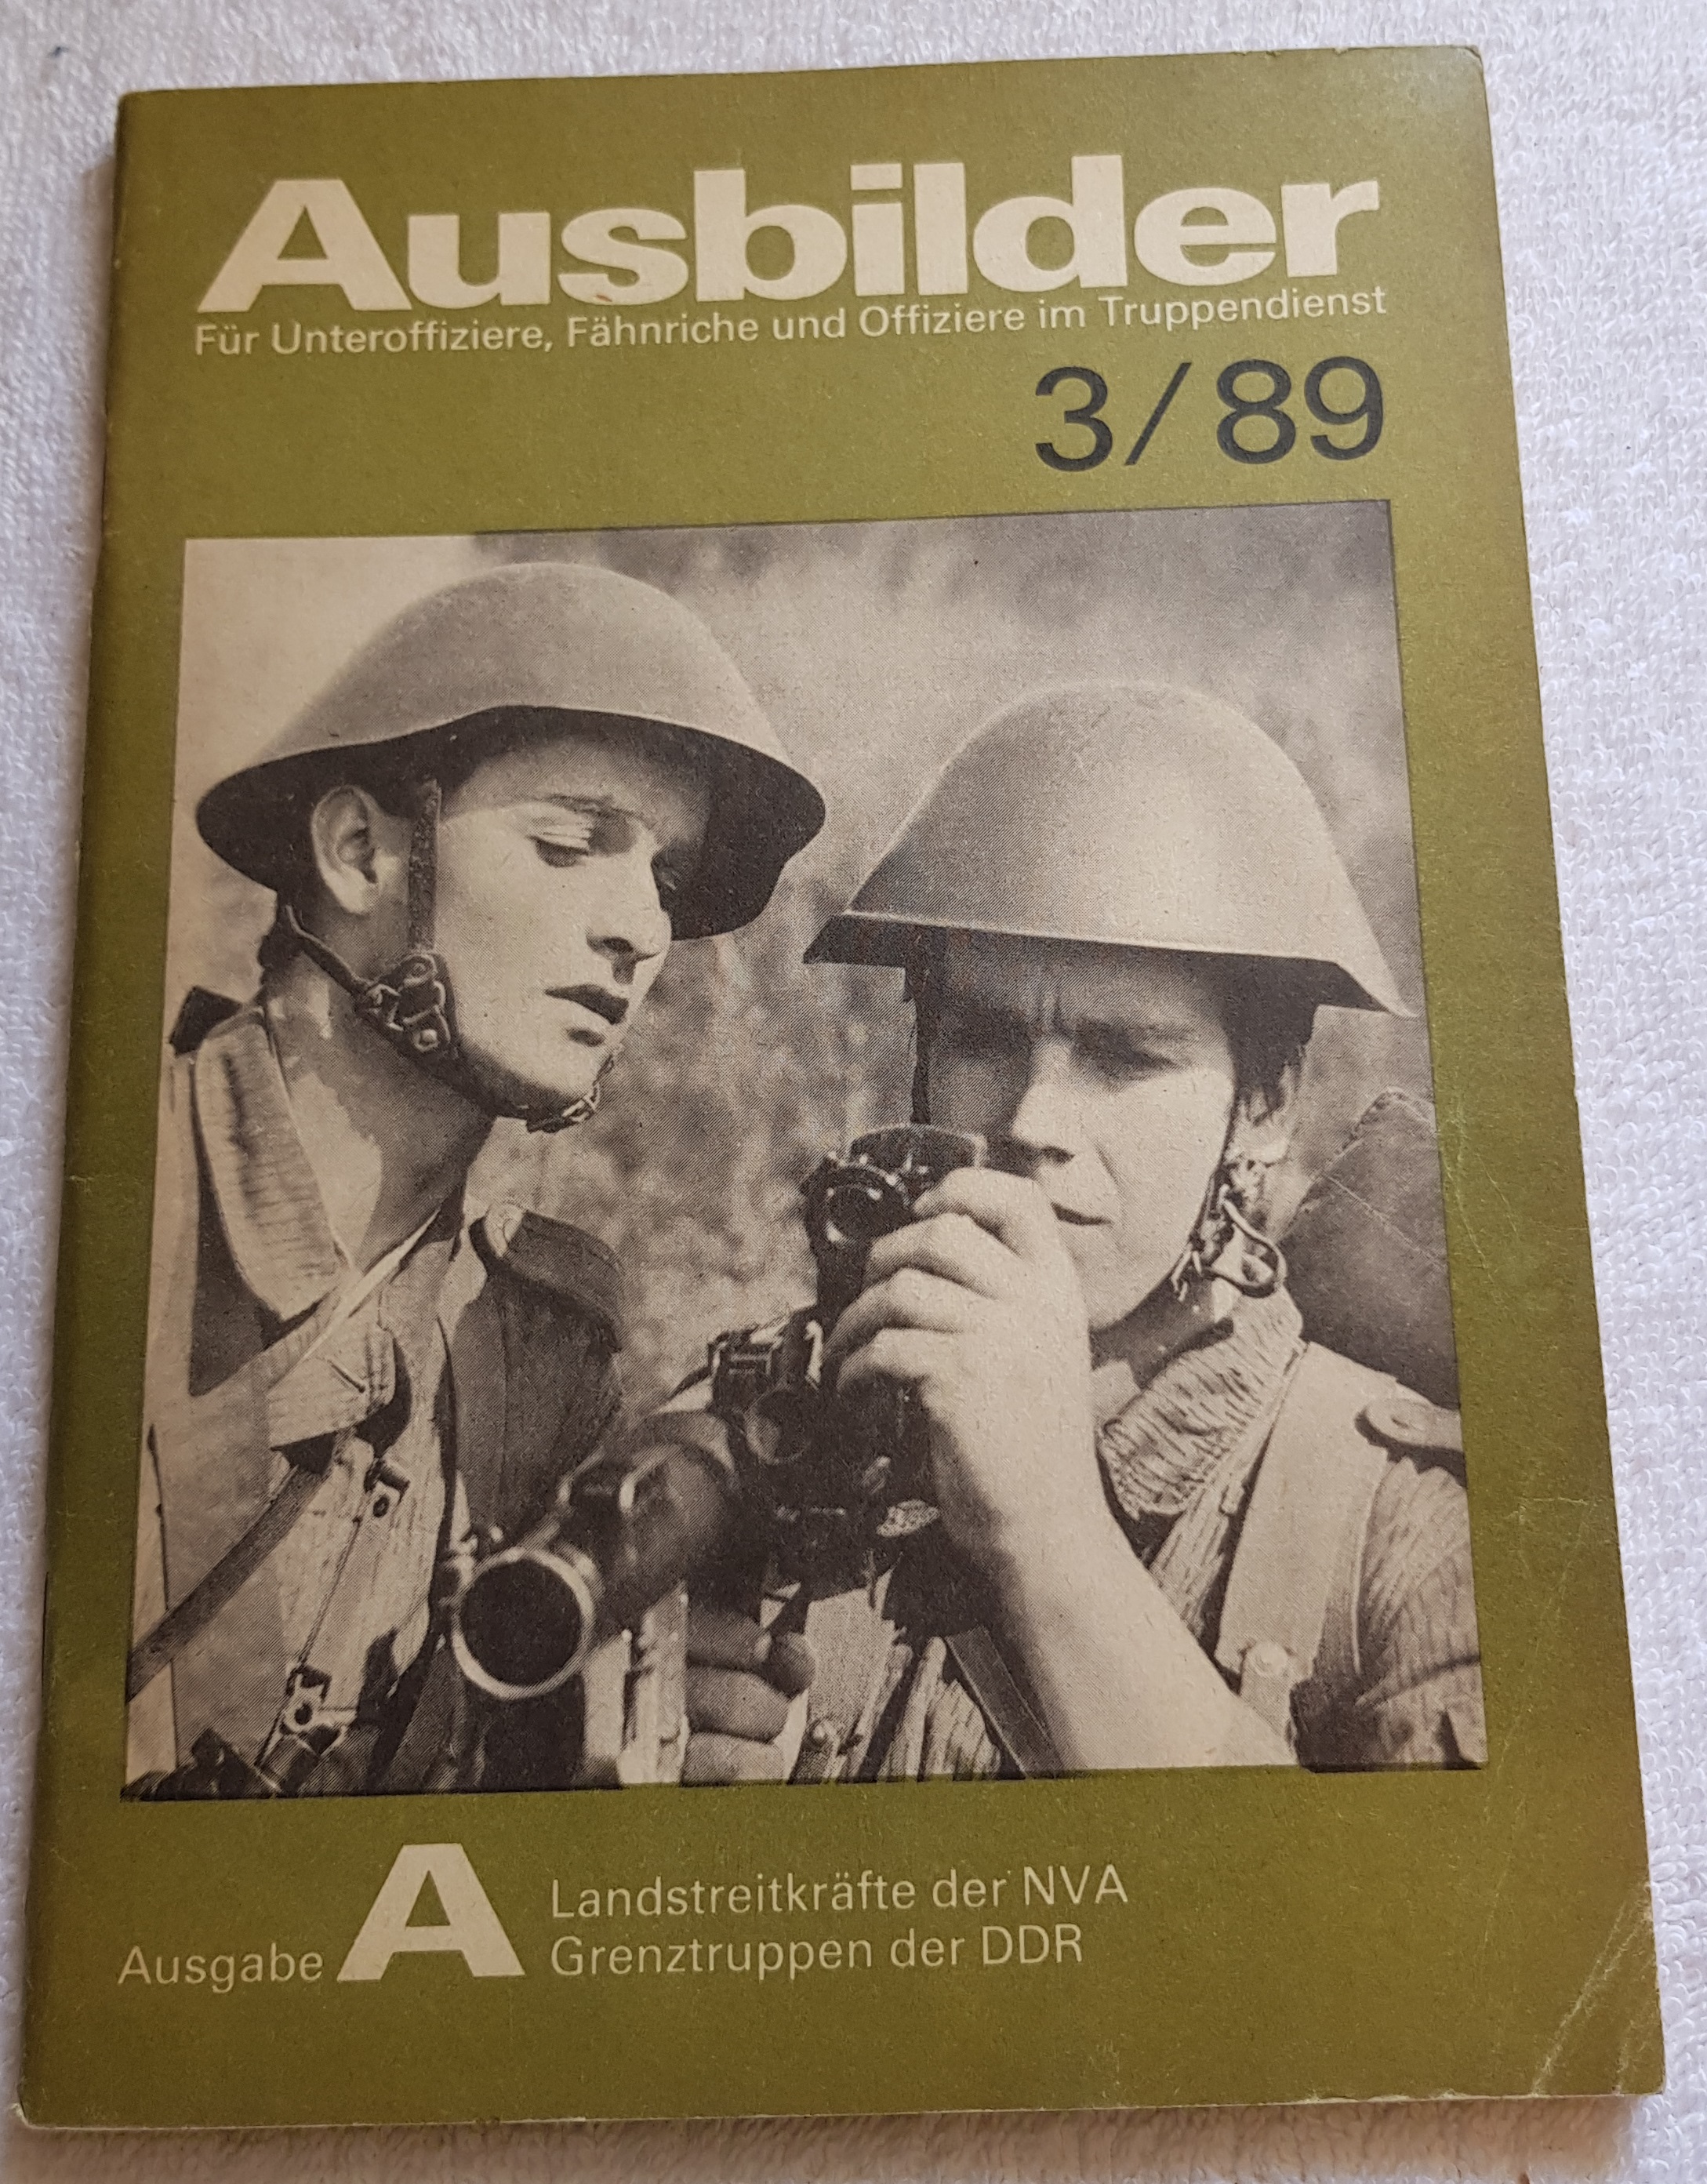 Ausbilder
Für Unteroffiziere, Fähnriche und Offiziere im Truppendienst
3/89
Ausgabe A
Landstreitkräfte der NVA
Grenztruppen der DDR